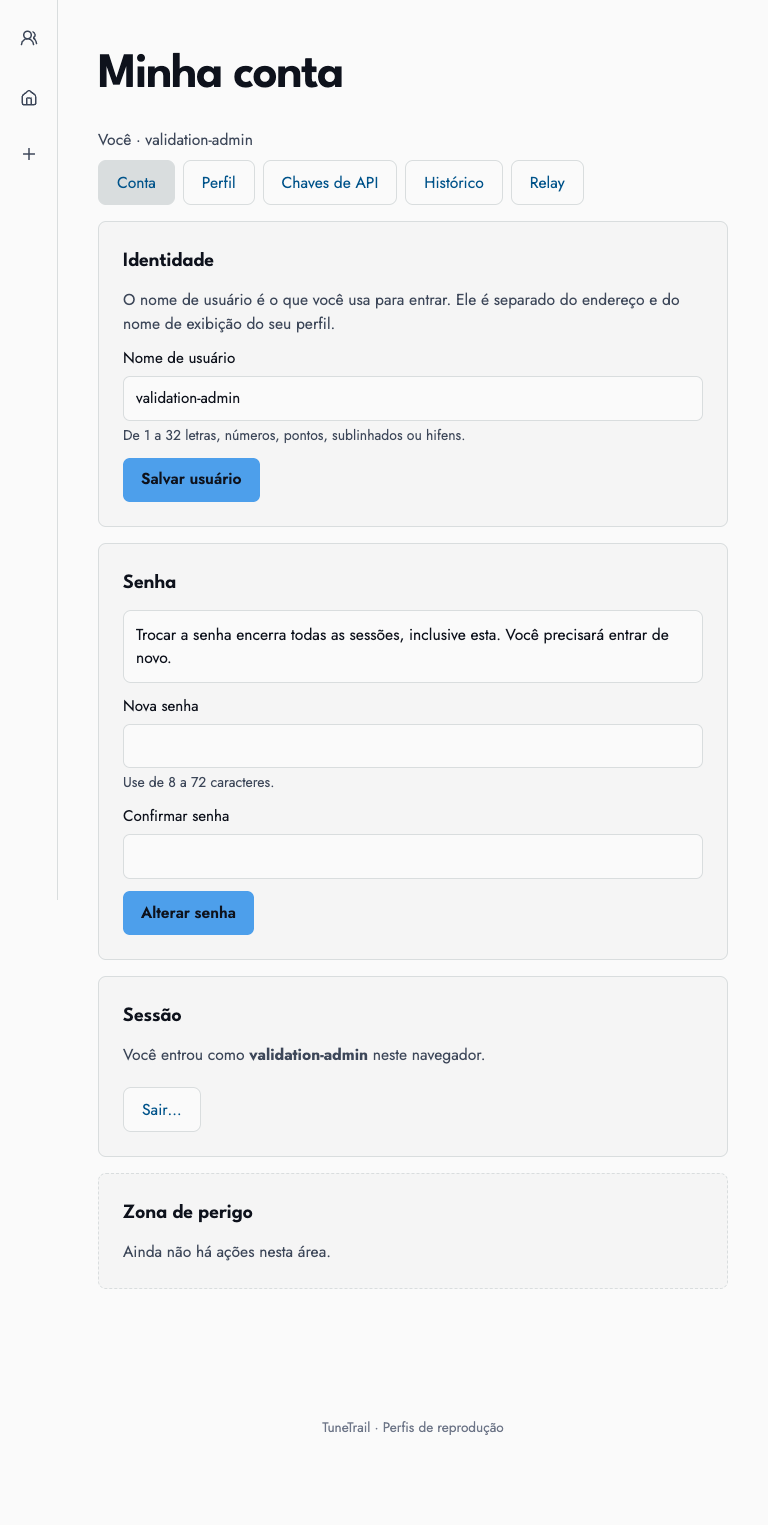 Minha conta
Você · validation-admin
Conta
Perfil
Chaves de API
Histórico
Relay
Identidade
O nome de usuário é o que você usa para entrar. Ele é separado do endereço e do
nome de exibição do seu perfil.
Nome de usuário
validation-admin
De 1 a 32 letras, números, pontos, sublinhados ou hifens.
Salvar usuário
Senha
Trocar a senha encerra todas as sessões, inclusive esta. Você precisará entrar de
novo.
Nova senha
Use de 8 a 72 caracteres.
Confirmar senha
Alterar senha
Sessão
Você entrou como validation-admin neste navegador.
Sair…
Zona de perigo
Ainda não há ações nesta área.
TuneTrail · Perfis de reprodução